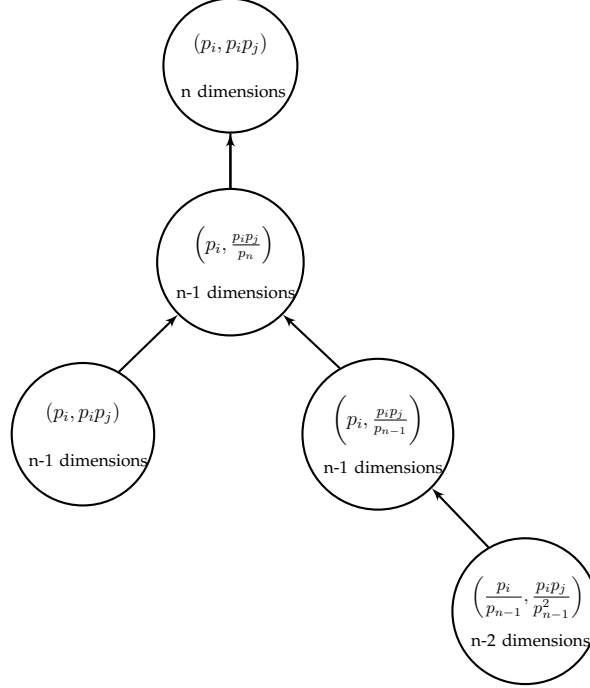 (p_i, p_i p_j)
n dimensions
(p_i, \frac{p_i p_j}{p_n})
n-1 dimensions
(p_i, p_i p_j)
n-1 dimensions
(p_i, \frac{p_i p_j}{p_{n-1}})
n-1 dimensions
(\frac{p_i}{p_{n-1}}, \frac{p_i p_j}{p_{n-1}^2})
n-2 dimensions